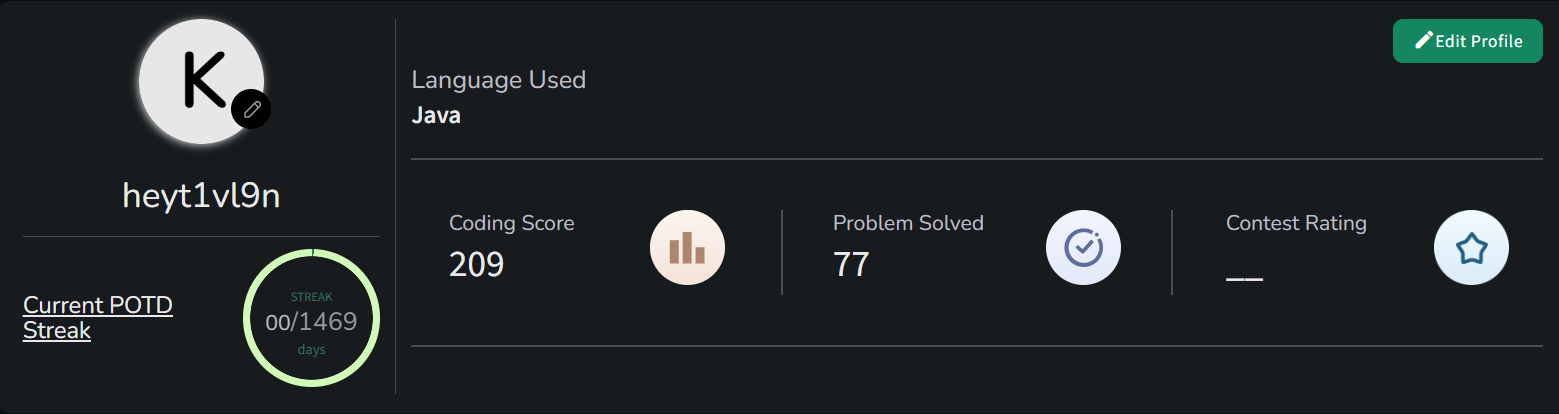 K
heyt1vl9n
Current POTD
Streak
STREAK
00/1469
days
Edit Profile
Language Used
Java
Coding Score
209
Problem Solved
77
Contest Rating
__